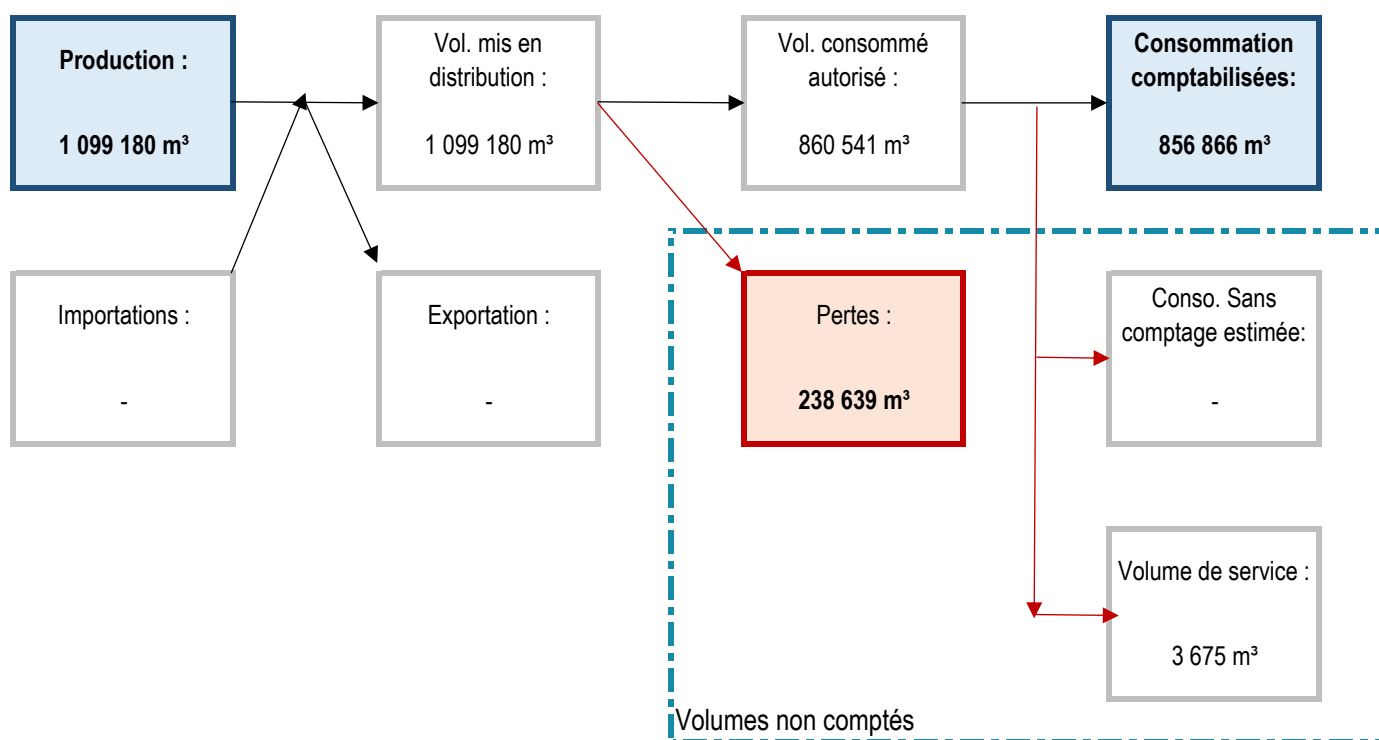 Production :
1 099 180 m³
Vol. mis en
distribution :
1 099 180 m³
Vol. consommé
autorisé :
860 541 m³
Consommation
comptabilisées:
856 866 m³
Importations :
-
Exportation :
-
Pertes :
238 639 m³
Conso. Sans
comptage estimée:
-
Volume de service :
3 675 m³
Volumes non comptés